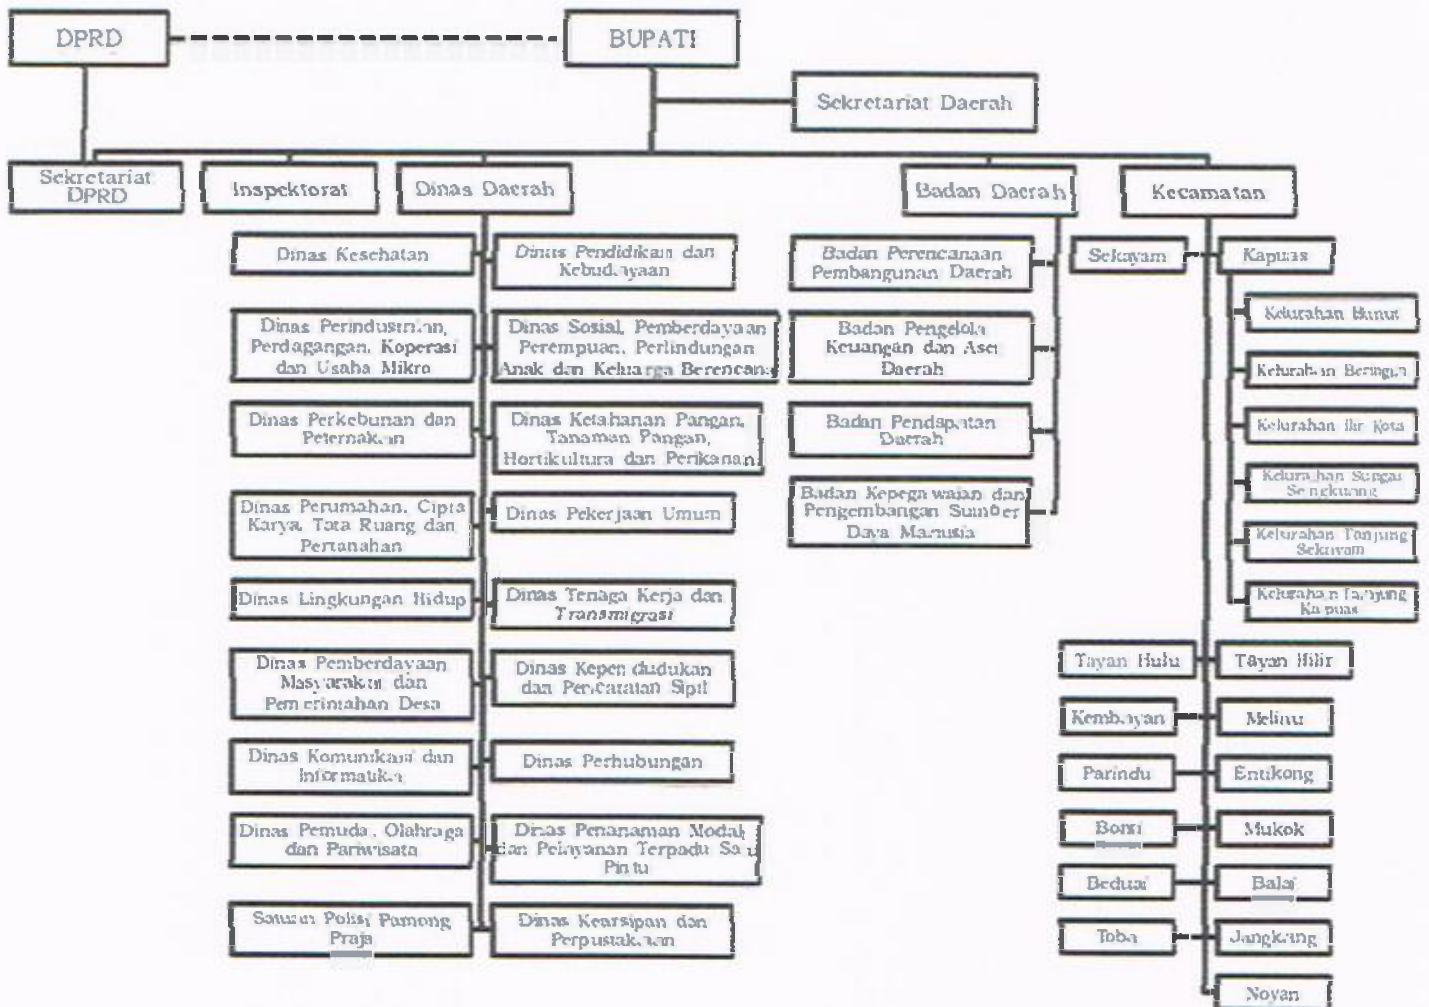 DPRD
BUPATI
Sekretariat Daerah
Sekretariat
DPRD
Inspektorat
Dinas Daerah
Badan Daerah
Kecamatan
Dinas Kesehatan
Dinas Pendidikan dan
Kebudayaan
Dinas Perindustrian,
Perdagangan, Koperasi
dan Usaha Mikro
Dinas Sosial, Pemberdayaan
Perempuan, Perlindungan
Anak dan Keluarga Berencana
Dinas Perkebunan dan
Peternakan
Dinas Ketahanan Pangan,
Tanaman Pangan,
Hortikultura dan Perikanan
Dinas Perumahan, Cipta
Karya, Tata Ruang dan
Pertanahan
Dinas Pekerjaan Umum
Dinas Lingkungan Hidup
Dinas Tenaga Kerja dan
Transmigrasi
Dinas Pemberdayaan
Masyarakat dan
Pemerintahan Desa
Dinas Kependudukan
dan Pencatatan Sipil
Dinas Komunikasi dan
Informatika
Dinas Perhubungan
Dinas Pemuda, Olahraga
dan Pariwisata
Dinas Penanaman Modal
dan Pelayanan Terpadu Satu
Pintu
Satuan Polisi Pamong
Praja
Dinas Kearsipan dan
Perpustakaan
Badan Perencanaan
Pembangunan Daerah
Badan Pengelola
Keuangan dan Aset
Daerah
Badan Pendapatan
Daerah
Badan Kepegawaian dan
Pengembangan Sumber
Daya Manusia
Sekayam
Kapuas
Kelurahan Bunut
Kelurahan Beringin
Kelurahan Ilir Kota
Kelurahan Sungai
Sengkuang
Kelurahan Tanjung
Sekayam
Kelurahan Tanjung
Kapuas
Tayan Hulu
Tayan Hilir
Kembayan
Meliau
Parindu
Entikong
Bonti
Mukok
Beduai
Balai
Toba
Jangkang
Noyan